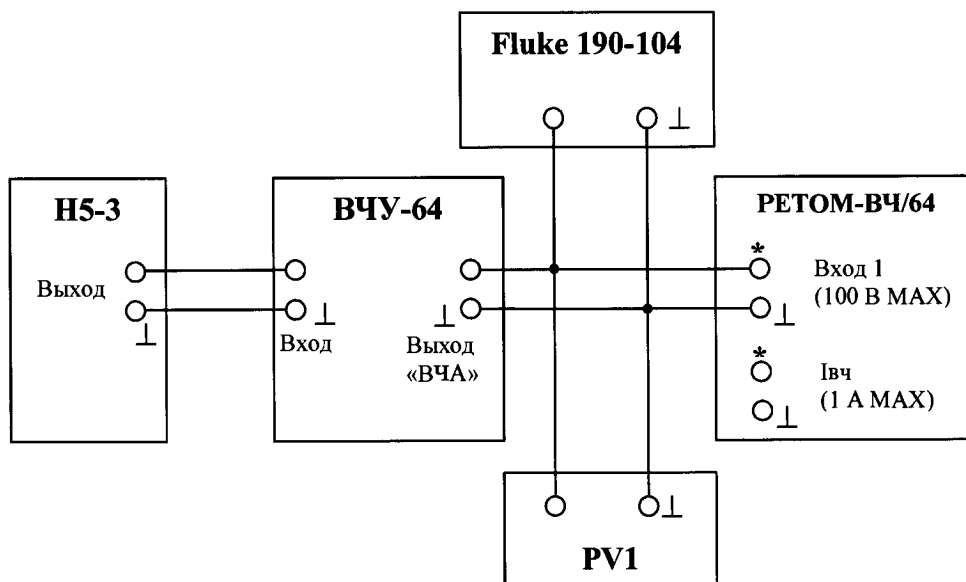 Fluke 190-104
⊥
Н5-3
Выход
⊥
ВЧУ-64
⊥
Вход
⊥
Выход
«ВЧА»
РЕТОМ-ВЧ/64
*
Вход 1
(100 В MAX)
⊥
*
Iвч
(1 А MAX)
⊥
⊥
PV1